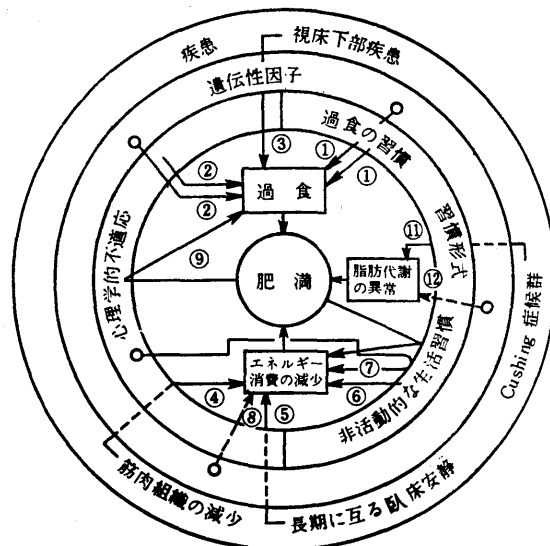 疾患
視床下部疾患
遺伝性因子
過食の習慣
③
①
①
②
②
過食
習慣形式
心理学的不適応
⑨
肥満
⑪
脂肪代謝
の異常
⑫
Cushing 症候群
エネルギー
消費の減少
⑦
④
⑧
⑤
⑥
非活動的な生活習慣
筋肉組織の減少
長期に亙る臥床安静